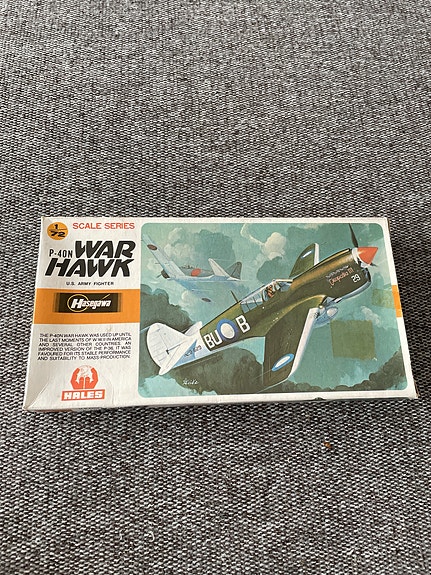 1/72
SCALE SERIES
P-40N WAR
HAWK
U.S. ARMY FIGHTER
Hasegawa
THE P-40N WAR HAWK WAS USED UP UNTIL
THE LAST MOMENTS OF W.W.II IN AMERICA
AND SEVERAL OTHER COUNTRIES. AN
IMPROVED VERSION OF THE P-36, IT WAS
FAVOURED FOR ITS STABLE PERFORMANCE
AND SUITABILITY TO MASS-PRODUCTION.
HALES
BU B
29